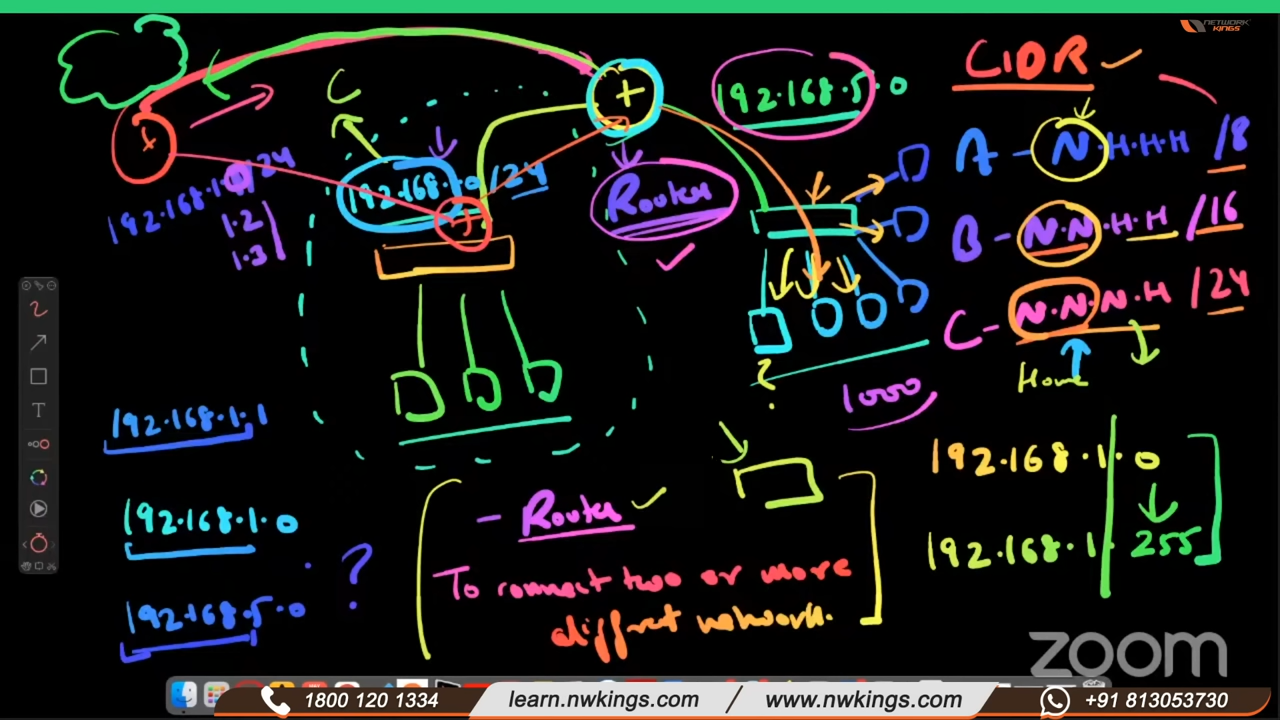 NETWORK
KINGS
CIDR
C
192.168.5.0
A - N.H.H.H /8
192.168.1.0/24
1.2
1.3
192.168.1.0/24
Router
B - N.N.H.H /16
C - N.N.N.H /24
Home
1000
?
192.168.1.1
192.168.1.0
192.168.5.0
?
- Router
To connect two or more
diffrent network.
192.168.1.0
192.168.1.255
zoom
1800 120 1334
learn.nwkings.com / www.nwkings.com
+91 813053730